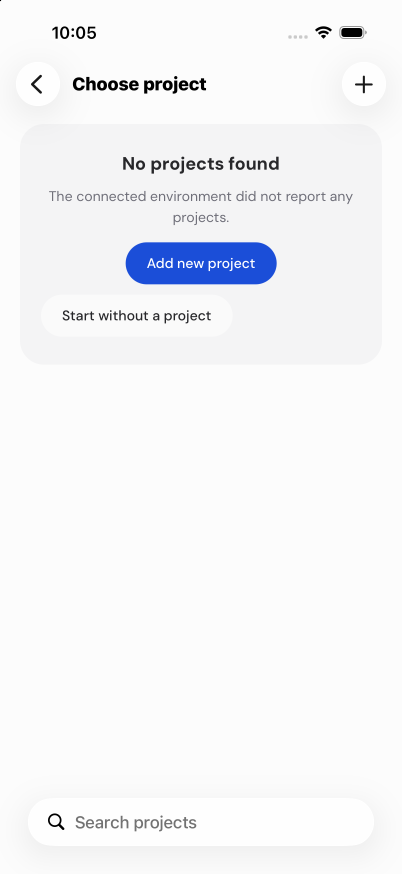 10:05
Choose project
No projects found
The connected environment did not report any
projects.
Add new project
Start without a project
Search projects